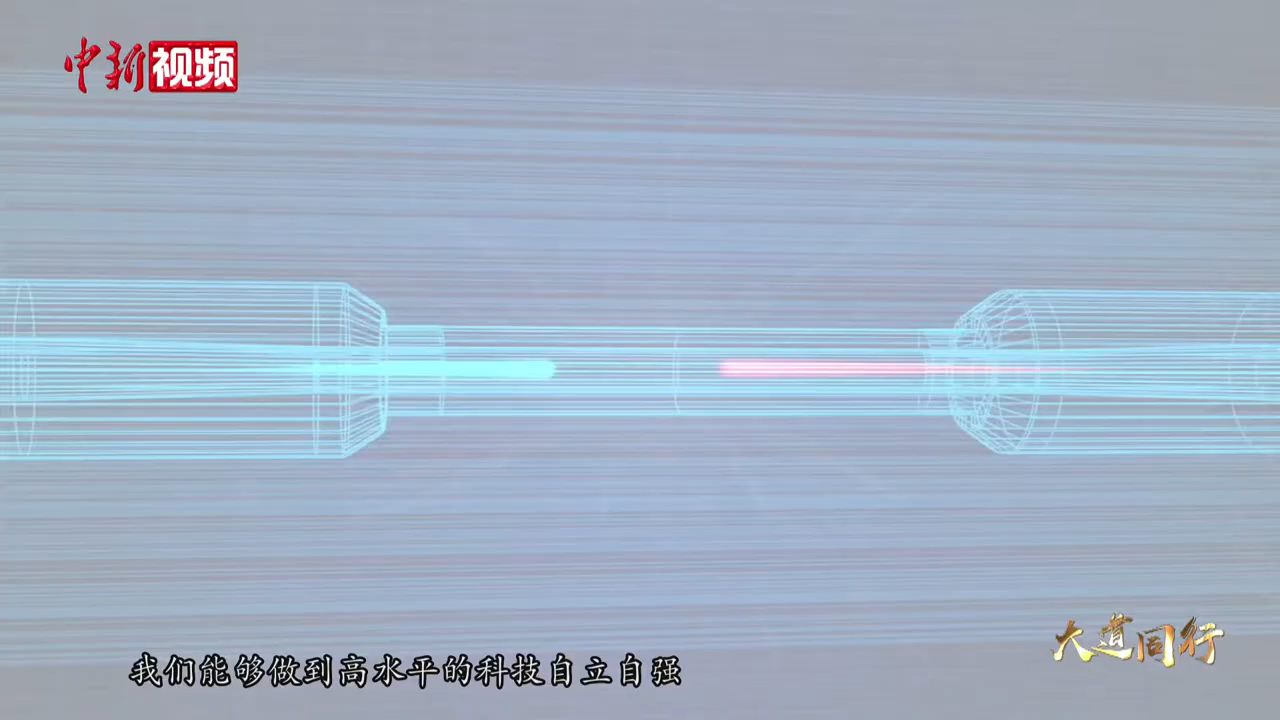 中新视频
我们能够做到高水平的科技自立自强
大道同行